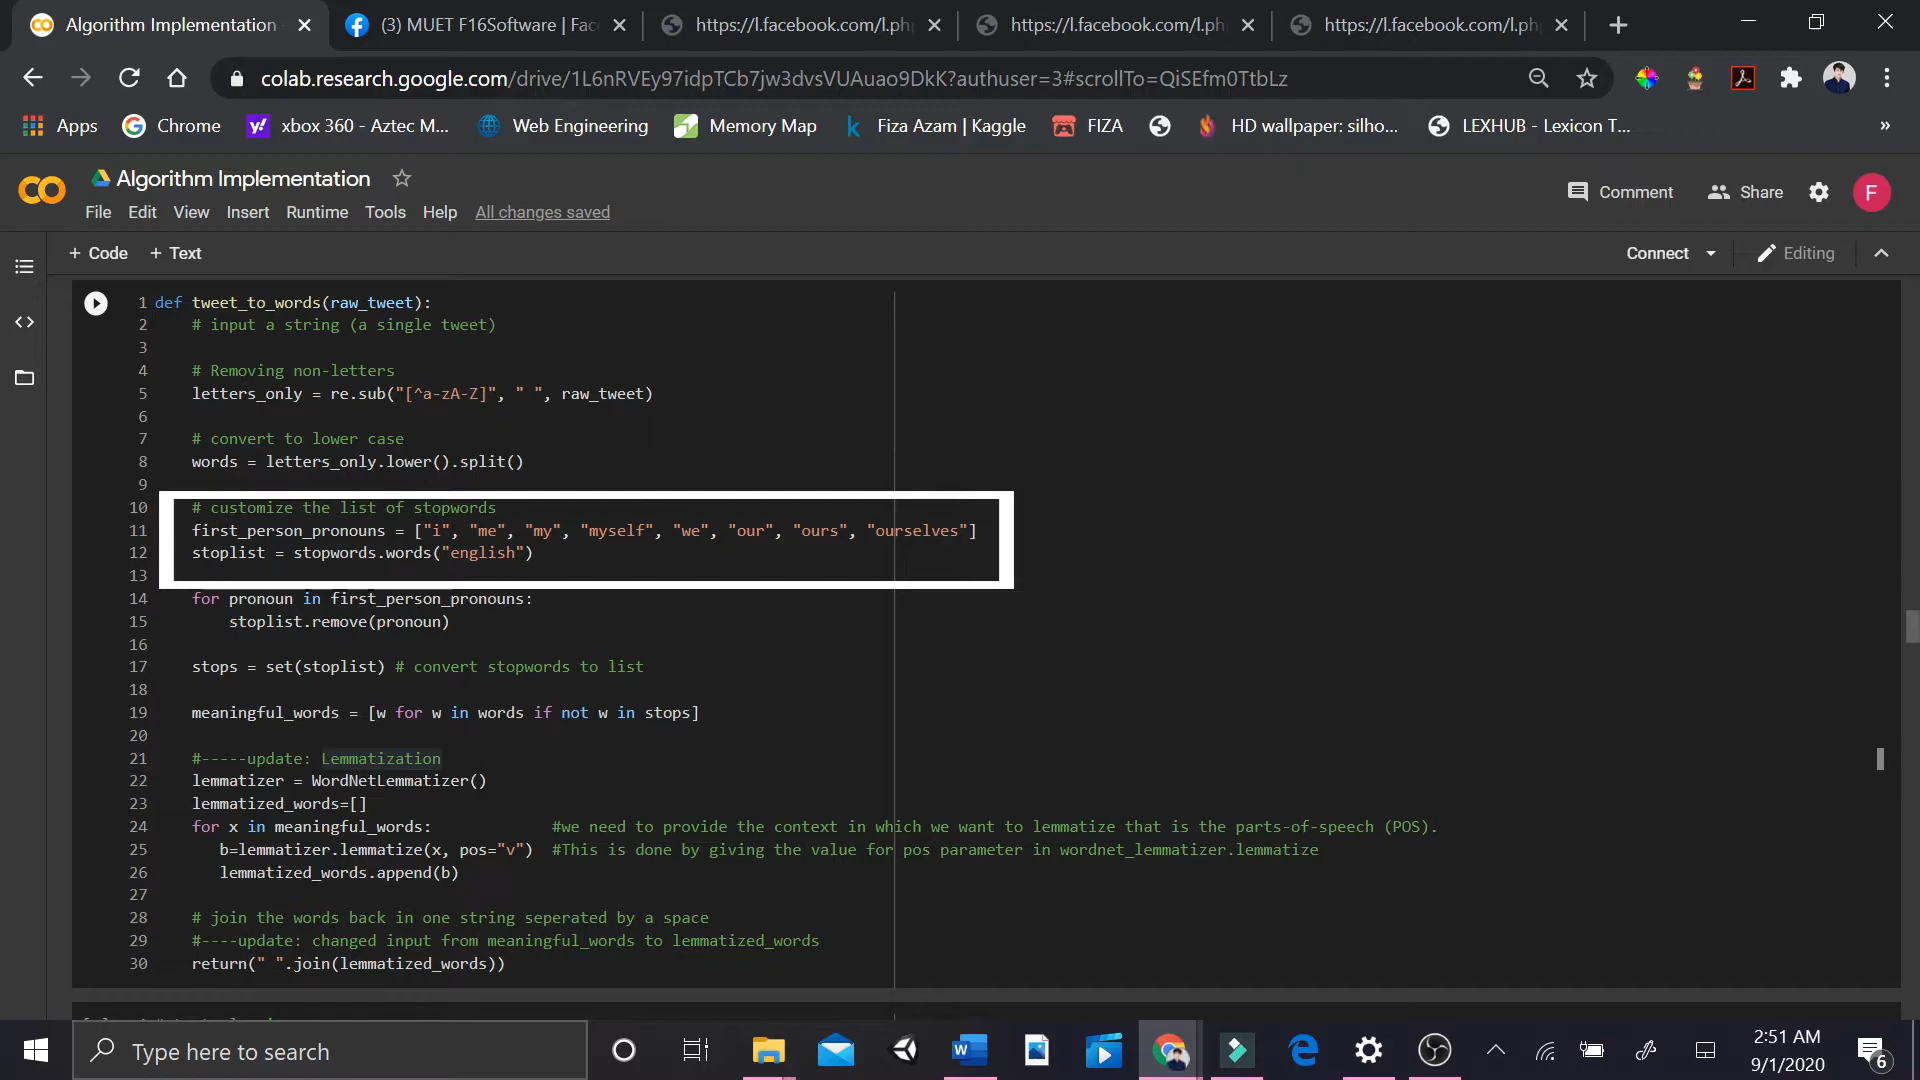 Algorithm Implementation
(3) MUET F16Software | Fac
https://l.facebook.com/l.ph
https://l.facebook.com/l.ph
https://l.facebook.com/l.ph
colab.research.google.com/drive/1L6nRVEy97idpTCb7jw3dvsVUAuao9DkK?authuser=3#scrollTo=QiSEfm0TtbLz
Apps
Chrome
xbox 360 - Aztec M...
Web Engineering
Memory Map
Fiza Azam | Kaggle
FIZA
HD wallpaper: silho...
LEXHUB - Lexicon T...
»
Algorithm Implementation
Comment
Share
F
File Edit View Insert Runtime Tools Help All changes saved
+ Code + Text
Connect
Editing
1 def tweet_to_words(raw_tweet):
2 # input a string (a single tweet)
3
4 # Removing non-letters
5 letters_only = re.sub("[^a-zA-Z]", " ", raw_tweet)
6
7 # convert to lower case
8 words = letters_only.lower().split()
9
10 # customize the list of stopwords
11 first_person_pronouns = ["i", "me", "my", "myself", "we", "our", "ours", "ourselves"]
12 stoplist = stopwords.words("english")
13
14 for pronoun in first_person_pronouns:
15 stoplist.remove(pronoun)
16
17 stops = set(stoplist) # convert stopwords to list
18
19 meaningful_words = [w for w in words if not w in stops]
20
21 #-----update: Lemmatization
22 lemmatizer = WordNetLemmatizer()
23 lemmatized_words=[]
24 for x in meaningful_words: #we need to provide the context in which we want to lemmatize that is the parts-of-speech (POS).
25 b=lemmatizer.lemmatize(x, pos="v") #This is done by giving the value for pos parameter in wordnet_lemmatizer.lemmatize
26 lemmatized_words.append(b)
27
28 # join the words back in one string seperated by a space
29 #----update: changed input from meaningful_words to lemmatized_words
30 return(" ".join(lemmatized_words))
Type here to search
2:51 AM
9/1/2020
6